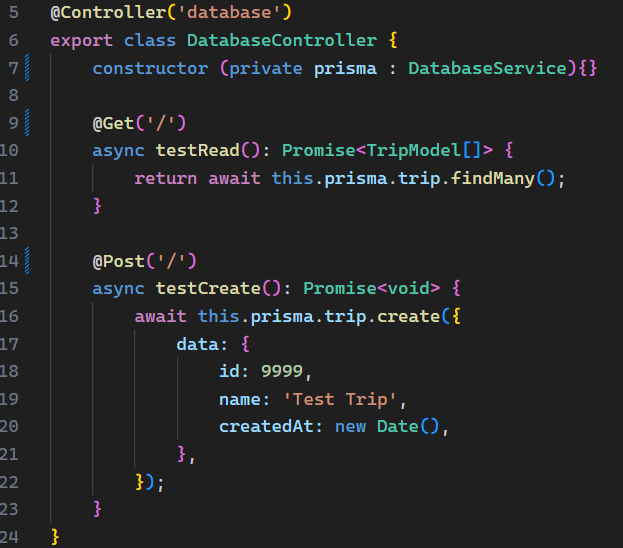 5 @Controller('database')
6 export class DatabaseController {
7     constructor (private prisma : DatabaseService){}
8
9     @Get('/')
10     async testRead(): Promise<TripModel[]> {
11         return await this.prisma.trip.findMany();
12     }
13
14     @Post('/')
15     async testCreate(): Promise<void> {
16         await this.prisma.trip.create({
17             data: {
18                 id: 9999,
19                 name: 'Test Trip',
20                 createdAt: new Date(),
21             },
22         });
23     }
24 }